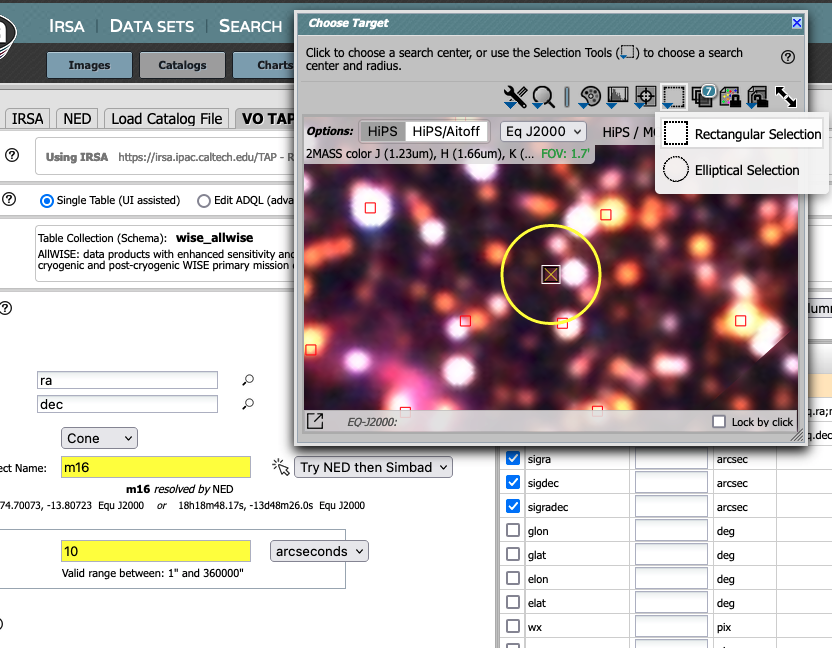 IRSA DATA SETS SEARCH
Images Catalogs Charts
IRSA NED Load Catalog File VO TAP
Using IRSA https://irsa.ipac.caltech.edu/TAP - R
Single Table (UI assisted) Edit ADQL (adva
Table Collection (Schema): wise_allwise
AllWISE: data products with enhanced sensitivity and
cryogenic and post-cryogenic WISE primary mission
Choose Target
Click to choose a search center, or use the Selection Tools ( ) to choose a search
center and radius.
7
Options: HiPS HiPS/Aitoff Eq J2000 HiPS / MO
2MASS color J (1.23um), H (1.66um), K (... FOV: 1.7'
Rectangular Selection
Elliptical Selection
EQ-J2000: Lock by click
ra
dec
Cone
ect Name: m16 Try NED then Simbad
m16 resolved by NED
74.70073, -13.80723 Equ J2000 or 18h18m48.17s, -13d48m26.0s Equ J2000
10 arcseconds
Valid range between: 1" and 360000"
lumn
q.ra;m
q.dec
sigra arcsec
sigdec arcsec
sigradec arcsec
glon deg
glat deg
elon deg
elat deg
wx pix